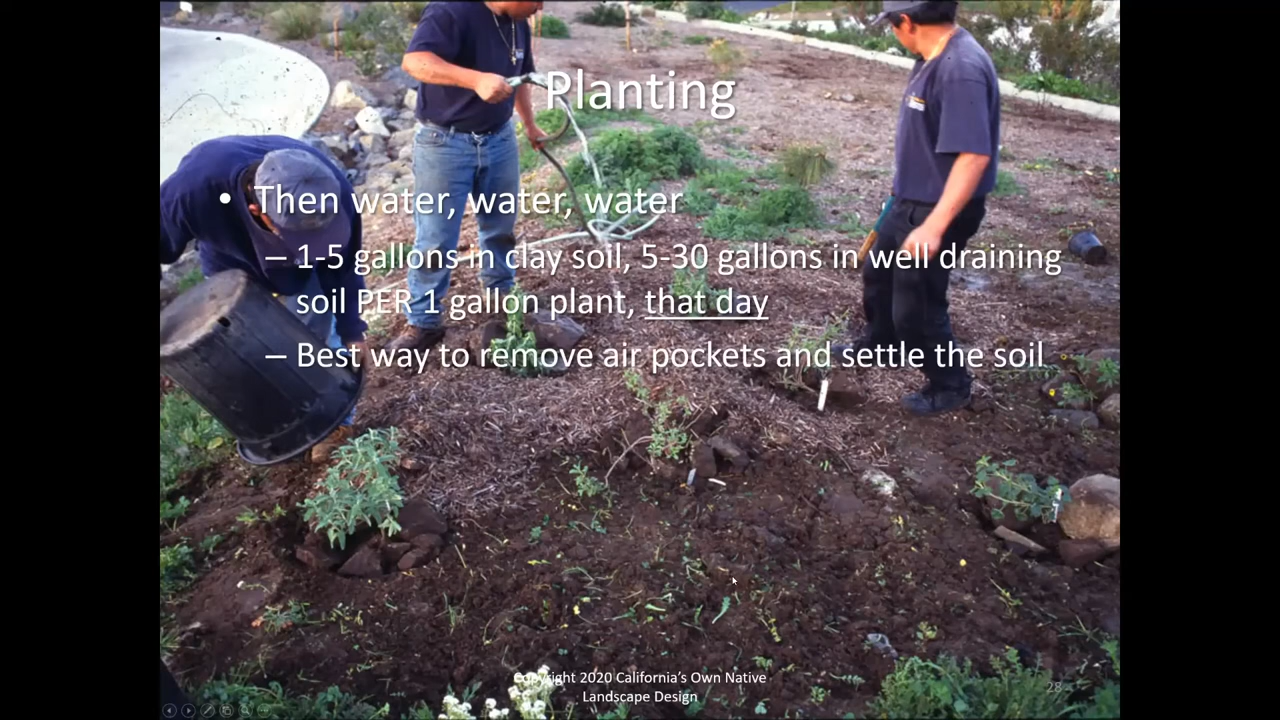 Planting
• Then water, water, water
– 1-5 gallons in clay soil, 5-30 gallons in well draining
soil PER 1 gallon plant, that day
– Best way to remove air pockets and settle the soil
Copyright 2020 California's Own Native
Landscape Design
28